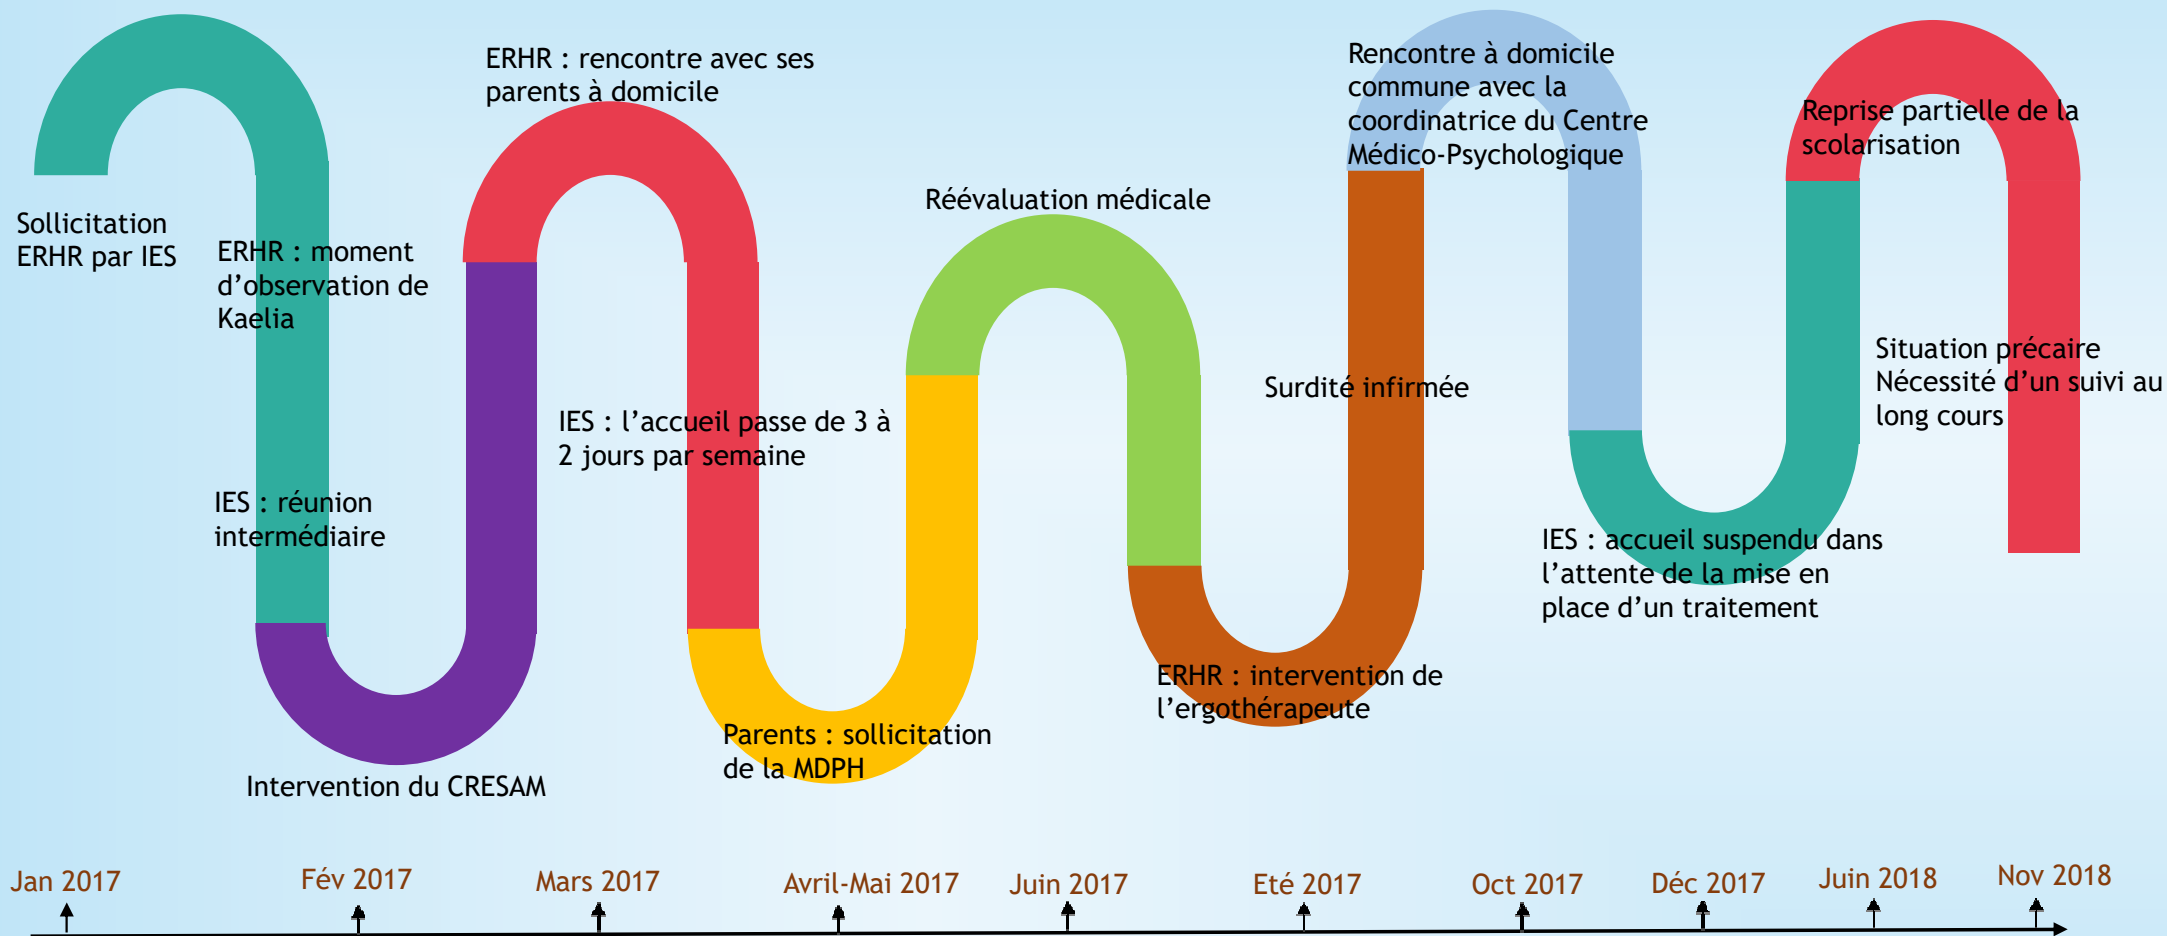 Sollicitation
ERHR par IES
ERHR : moment
d’observation de
Kaelia
IES : réunion
intermédiaire
Intervention du CRESAM
ERHR : rencontre avec ses
parents à domicile
IES : l’accueil passe de 3 à
2 jours par semaine
Parents : sollicitation
de la MDPH
Réévaluation médicale
ERHR : intervention de
l’ergothérapeute
Surdité infirmée
Rencontre à domicile
commune avec la
coordinatrice du Centre
Médico-Psychologique
IES : accueil suspendu dans
l’attente de la mise en
place d’un traitement
Reprise partielle de la
scolarisation
Situation précaire
Nécessité d’un suivi au
long cours
Jan 2017
Fév 2017
Mars 2017
Avril-Mai 2017
Juin 2017
Eté 2017
Oct 2017
Déc 2017
Juin 2018
Nov 2018